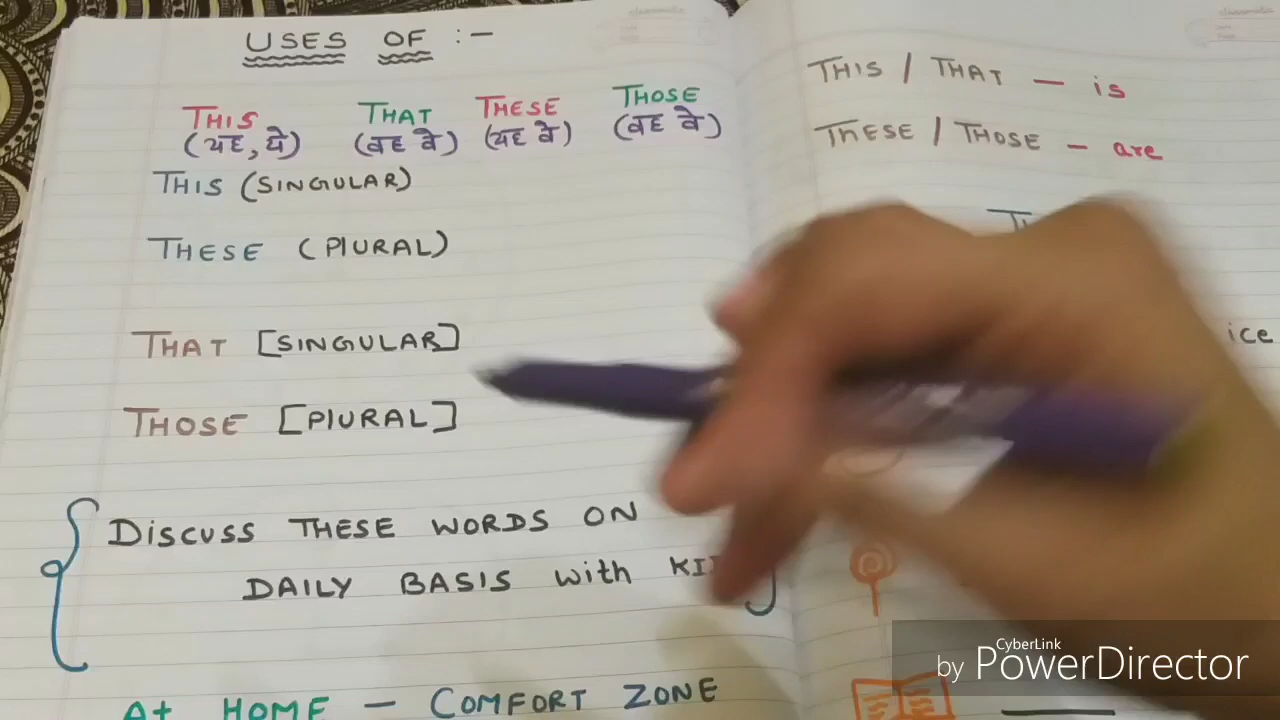 USES OF :-
THIS THAT THESE THOSE
(यह, ये) (वह वे) (यह वे) (वह वे)
THIS (SINGULAR)
THESE (PlURAL)
THAT [SINGULAR]
THOSE [PlURAL]
DISCUSS THESE WORDS ON
DAILY BASIS with
At HOME - COMFORT ZONE
THIS / THAT - is
THESE / THOSE - are
CyberLink
by PowerDirector